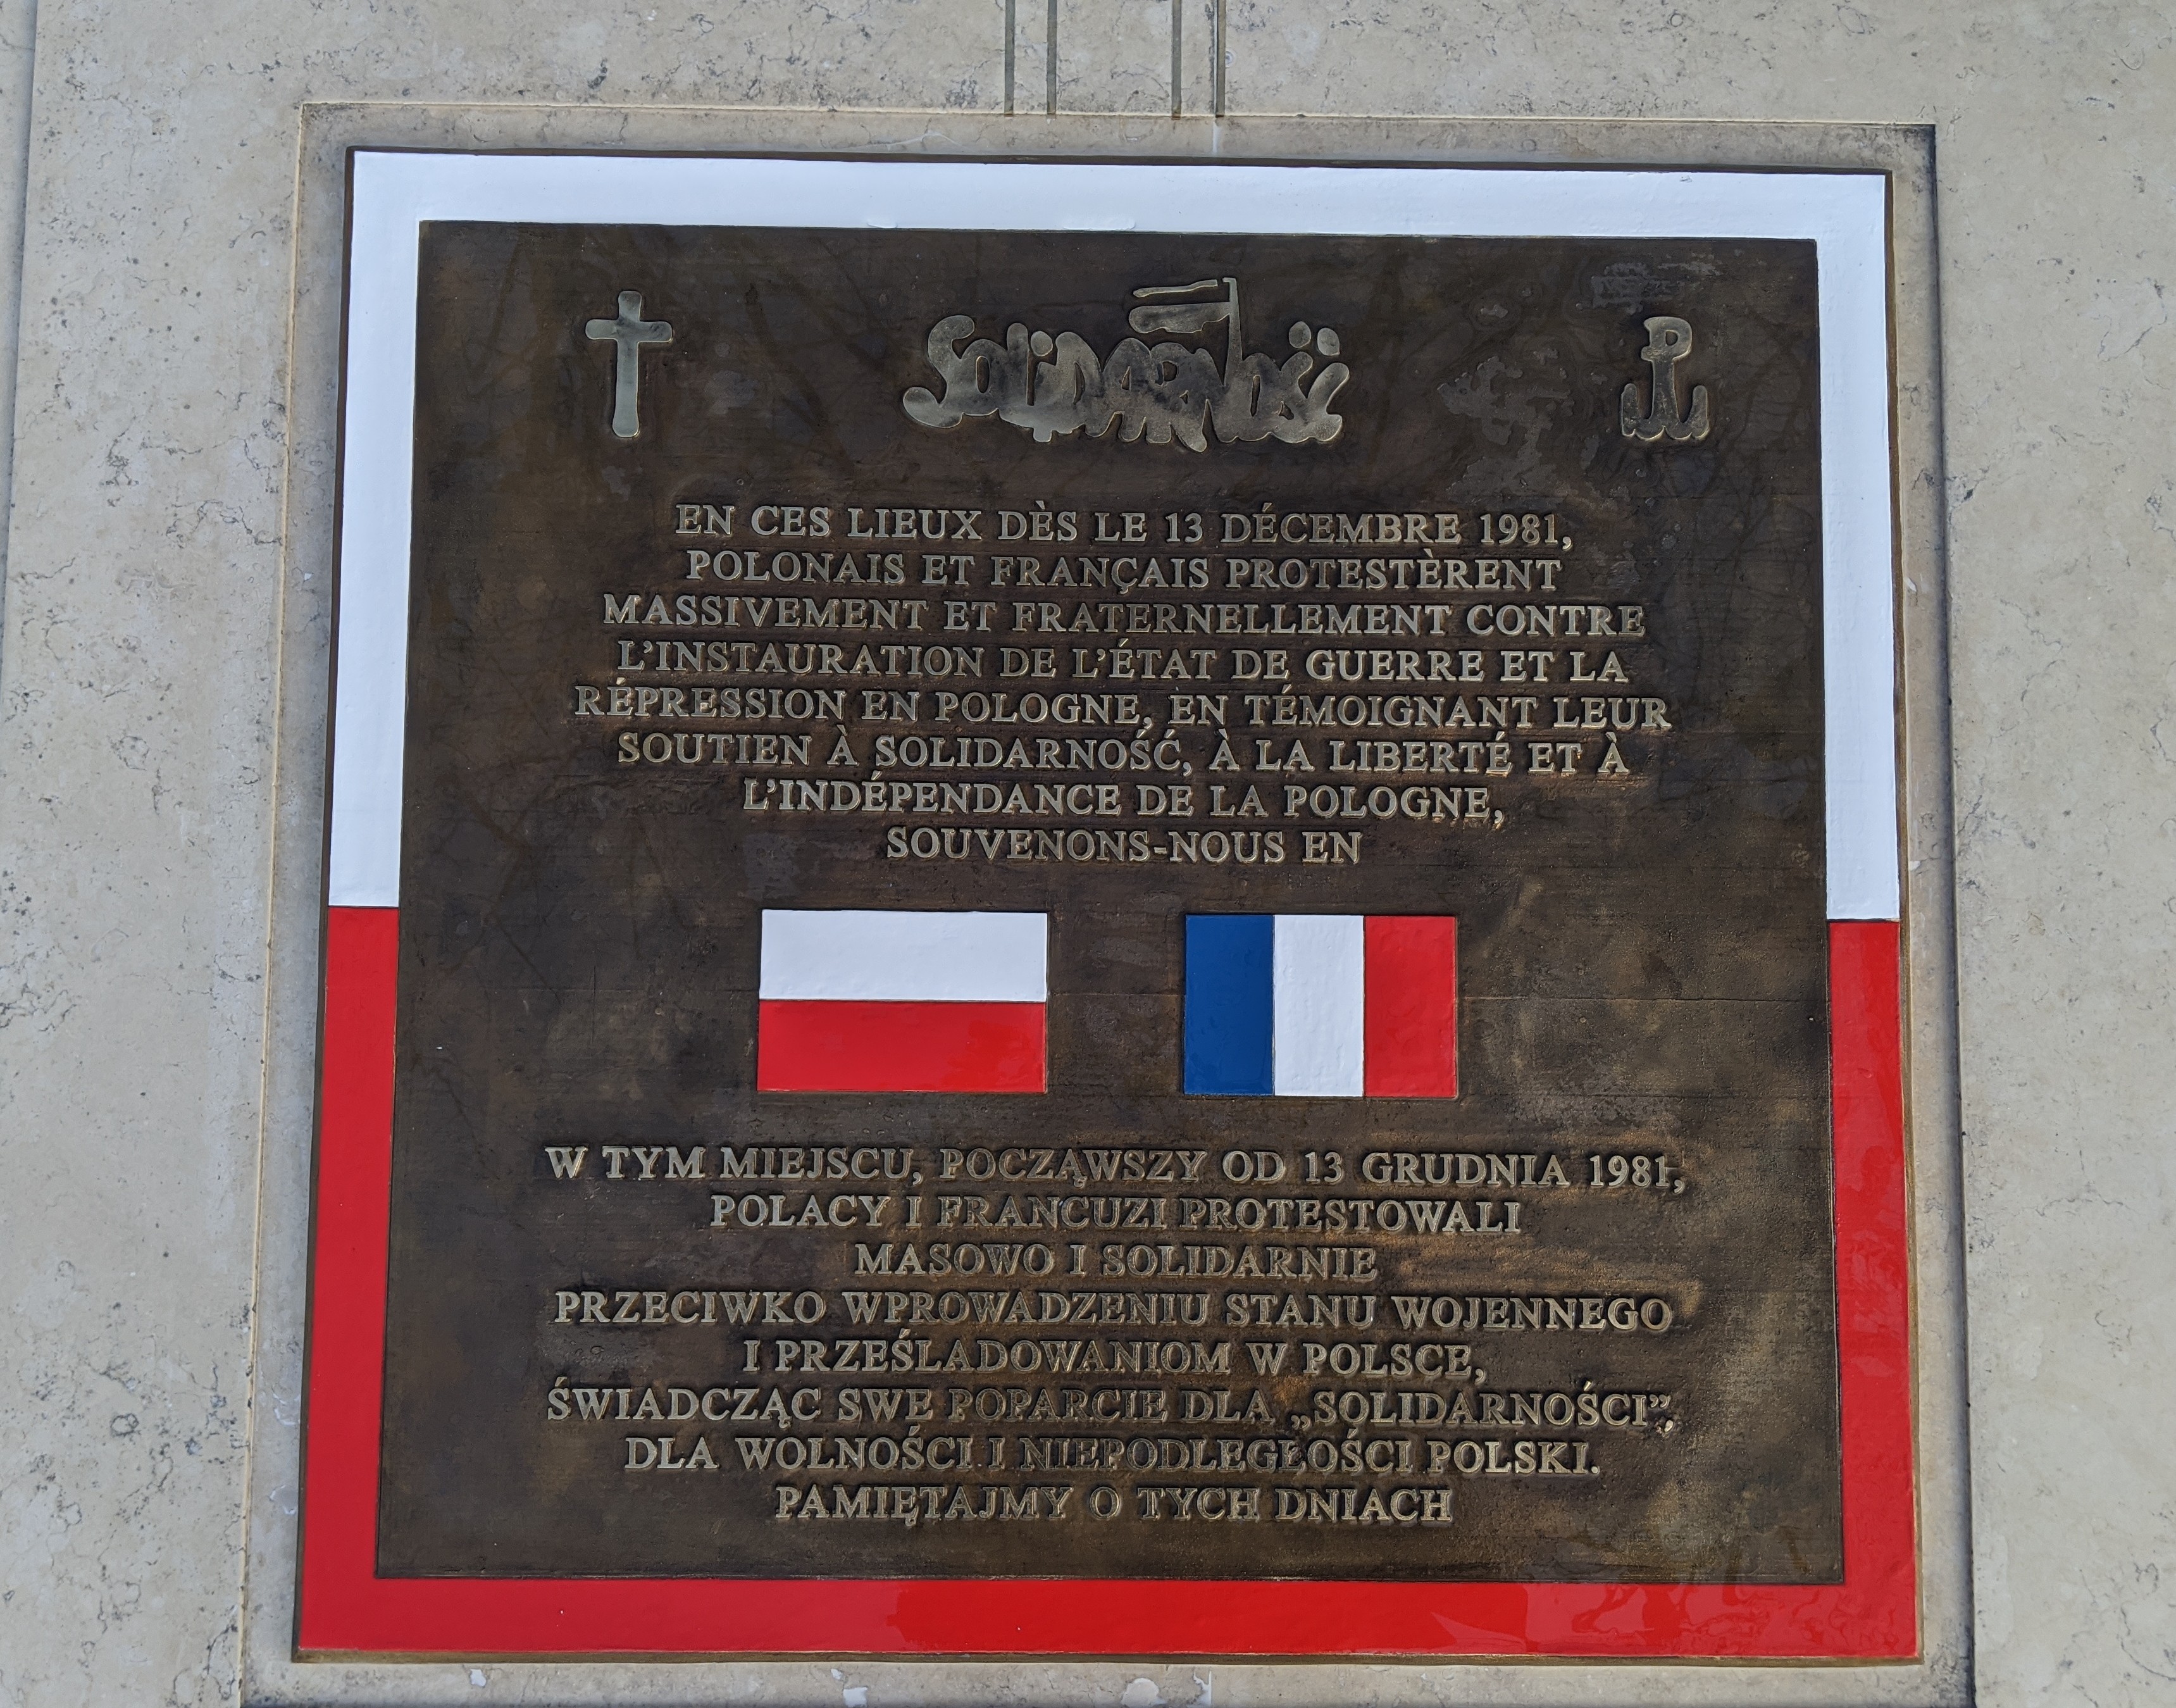 Solidarność
EN CES LIEUX DÈS LE 13 DÉCEMBRE 1981,
POLONAIS ET FRANÇAIS PROTESTÈRENT
MASSIVEMENT ET FRATERNELLEMENT CONTRE
L'INSTAURATION DE L'ÉTAT DE GUERRE ET LA
RÉPRESSION EN POLOGNE, EN TÉMOIGNANT LEUR
SOUTIEN À SOLIDARNOŚĆ, À LA LIBERTÉ ET À
L'INDÉPENDANCE DE LA POLOGNE,
SOUVENONS-NOUS EN
W TYM MIEJSCU, POCZĄWSZY OD 13 GRUDNIA 1981,
POLACY I FRANCUZI PROTESTOWALI
MASOWO I SOLIDARNIE
PRZECIWKO WPROWADZENIU STANU WOJENNEGO
I PRZEŚLADOWANIOM W POLSCE,
ŚWIADCZĄC SWE POPARCIE DLA „SOLIDARNOŚCI”,
DLA WOLNOŚCI I NIEPODLEGŁOŚCI POLSKI.
PAMIĘTAJMY O TYCH DNIACH